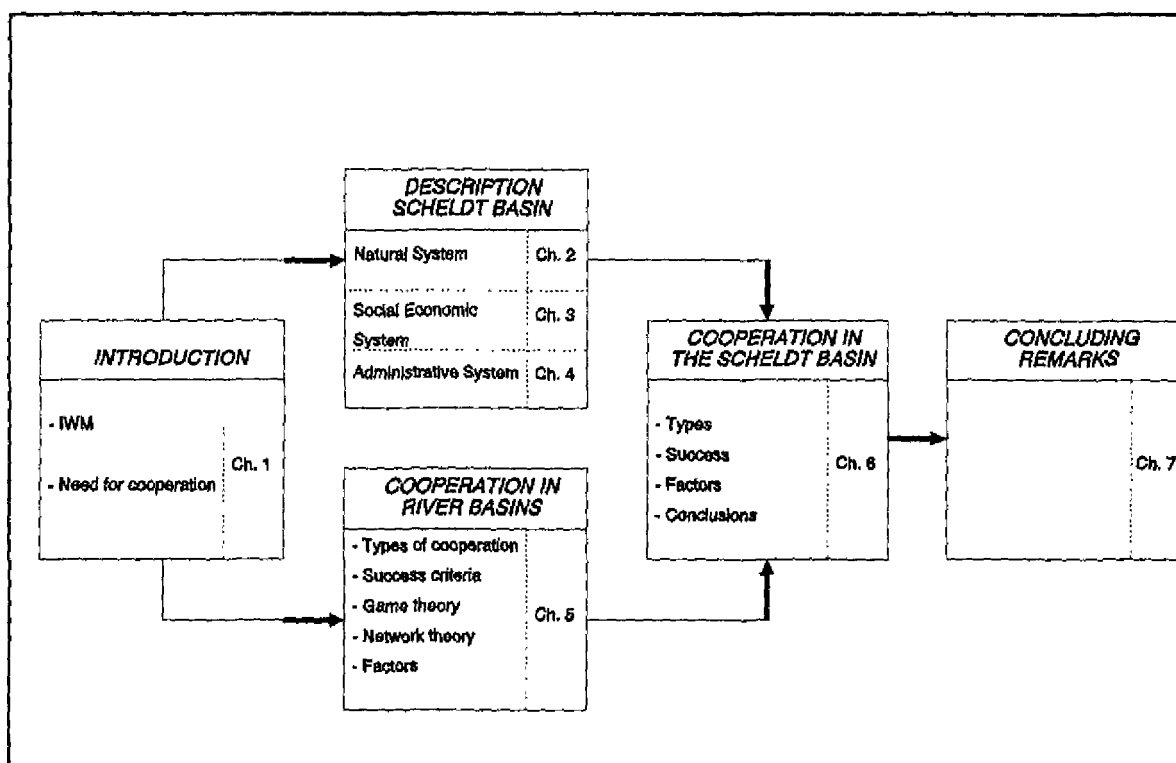 INTRODUCTION
- IWM
- Need for cooperation
Ch. 1
DESCRIPTION
SCHELDT BASIN
Natural System
Ch. 2
Social Economic
System
Ch. 3
Administrative System
Ch. 4
COOPERATION IN
RIVER BASINS
- Types of cooperation
- Success criteria
- Game theory
- Network theory
- Factors
Ch. 5
COOPERATION IN
THE SCHELDT BASIN
- Types
- Success
- Factors
- Conclusions
Ch. 6
CONCLUDING
REMARKS
Ch. 7